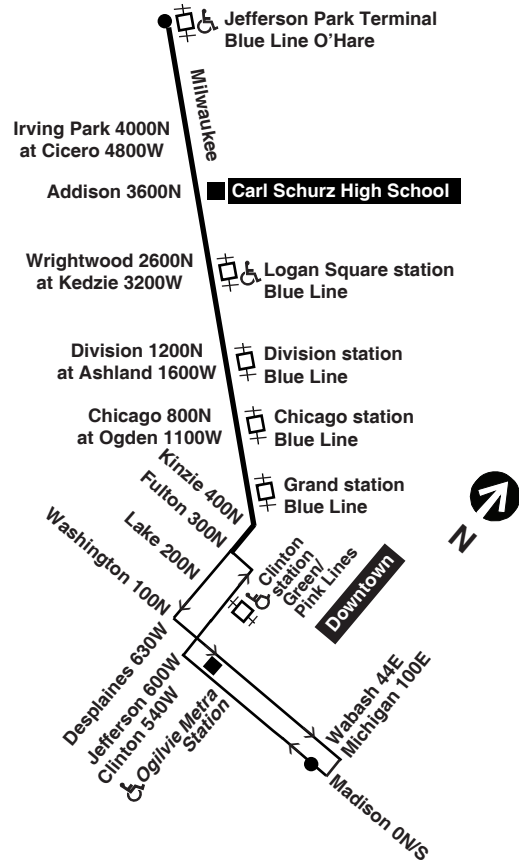 Jefferson Park Terminal
Blue Line O’Hare
Milwaukee
Irving Park 4000N
at Cicero 4800W
Addison 3600N
Carl Schurz High School
Wrightwood 2600N
at Kedzie 3200W
Logan Square station
Blue Line
Division 1200N
at Ashland 1600W
Division station
Blue Line
Chicago 800N
at Ogden 1100W
Chicago station
Blue Line
Grand station
Blue Line
Kinzie 400N
Fulton 300N
Lake 200N
Washington 100N
Clinton
station
Green/
Pink Lines
Downtown
N
Desplaines 630W
Jefferson 600W
Clinton 540W
Ogilvie Metra
Station
Wabash 44E
Michigan 100E
Madison 0N/S